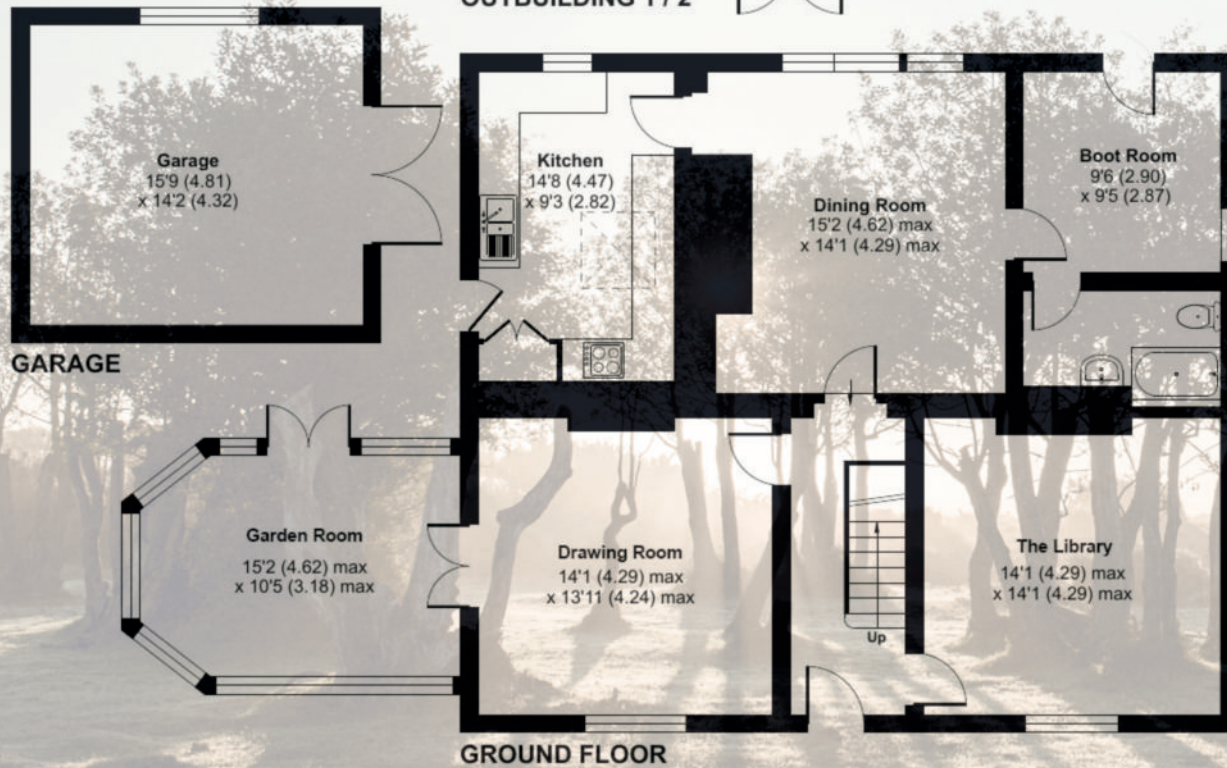 OUTBUILDING 1 / 2
Garage
15'9 (4.81)
x 14'2 (4.32)
Kitchen
14'8 (4.47)
x 9'3 (2.82)
Dining Room
15'2 (4.62) max
x 14'1 (4.29) max
Boot Room
9'6 (2.90)
x 9'5 (2.87)
GARAGE
Garden Room
15'2 (4.62) max
x 10'5 (3.18) max
Drawing Room
14'1 (4.29) max
x 13'11 (4.24) max
Up
The Library
14'1 (4.29) max
x 14'1 (4.29) max
GROUND FLOOR